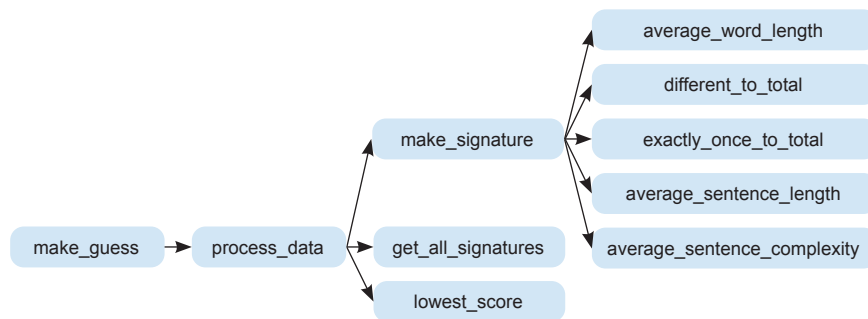 average_word_length
different_to_total
make_signature
exactly_once_to_total
average_sentence_length
make_guess
process_data
get_all_signatures
average_sentence_complexity
lowest_score